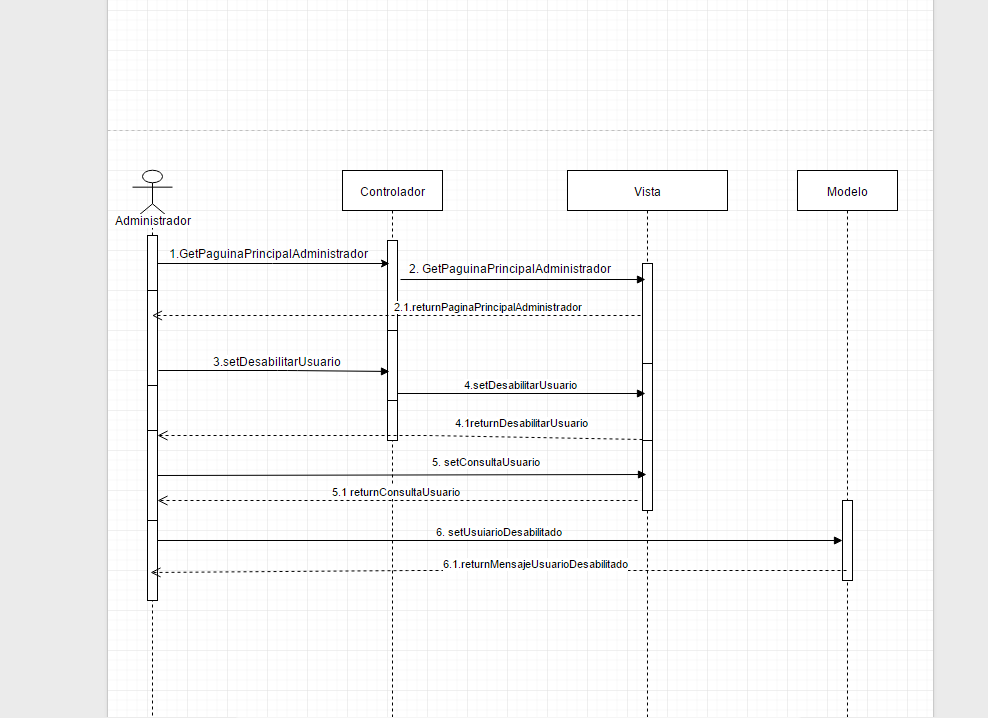 Controlador
Vista
Modelo
Administrador
1.GetPaguinaPrincipalAdministrador
2. GetPaguinaPrincipalAdministrador
2.1.returnPaginaPrincipalAdministrador
3.setDesabilitarUsuario
4.setDesabilitarUsuario
4.1returnDesabilitarUsuario
5. setConsultaUsuario
5.1 returnConsultaUsuario
6. setUsuiarioDesabilitado
6.1.returnMensajeUsuarioDesabilitado